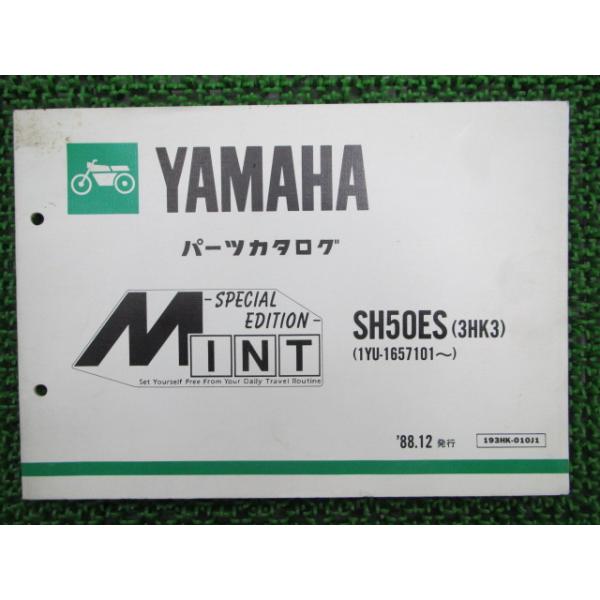 YAMAHA
パーツカタログ
MINT
-SPECIAL
EDITION-
Set Yourself Free From Your Daily Travel Routine
SH50ES (3HK3)
(1YU-1657101～)
'88.12 発行
193HK-010J1